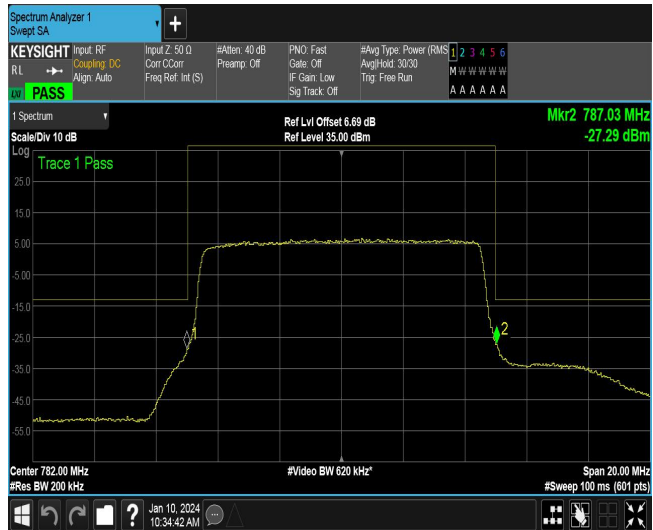 Spectrum Analyzer 1
Swept SA
+
KEYSIGHT Input: RF Input Z: 50 Ω #Atten: 40 dB PNO: Fast #Avg Type: Power (RMS 1 2 3 4 5 6
RL Coupling: DC Corr CCorr Preamp: Off Gate: Off Avg|Hold: 30/30 M W W W W W
Align: Auto Freq Ref: Int (S) IF Gain: Low Trig: Free Run
LXI PASS Sig Track: Off A A A A A A
1 Spectrum Ref Lvl Offset 6.69 dB Mkr2 787.03 MHz
Scale/Div 10 dB Ref Level 35.00 dBm -27.29 dBm
Log
Trace 1 Pass
25.0
15.0
5.00
-5.00
-15.0
-25.0
2
-35.0
-45.0
-55.0
Center 782.00 MHz #Video BW 620 kHz* Span 20.00 MHz
#Res BW 200 kHz #Sweep 100 ms (601 pts)
? Jan 10, 2024
10:34:42 AM